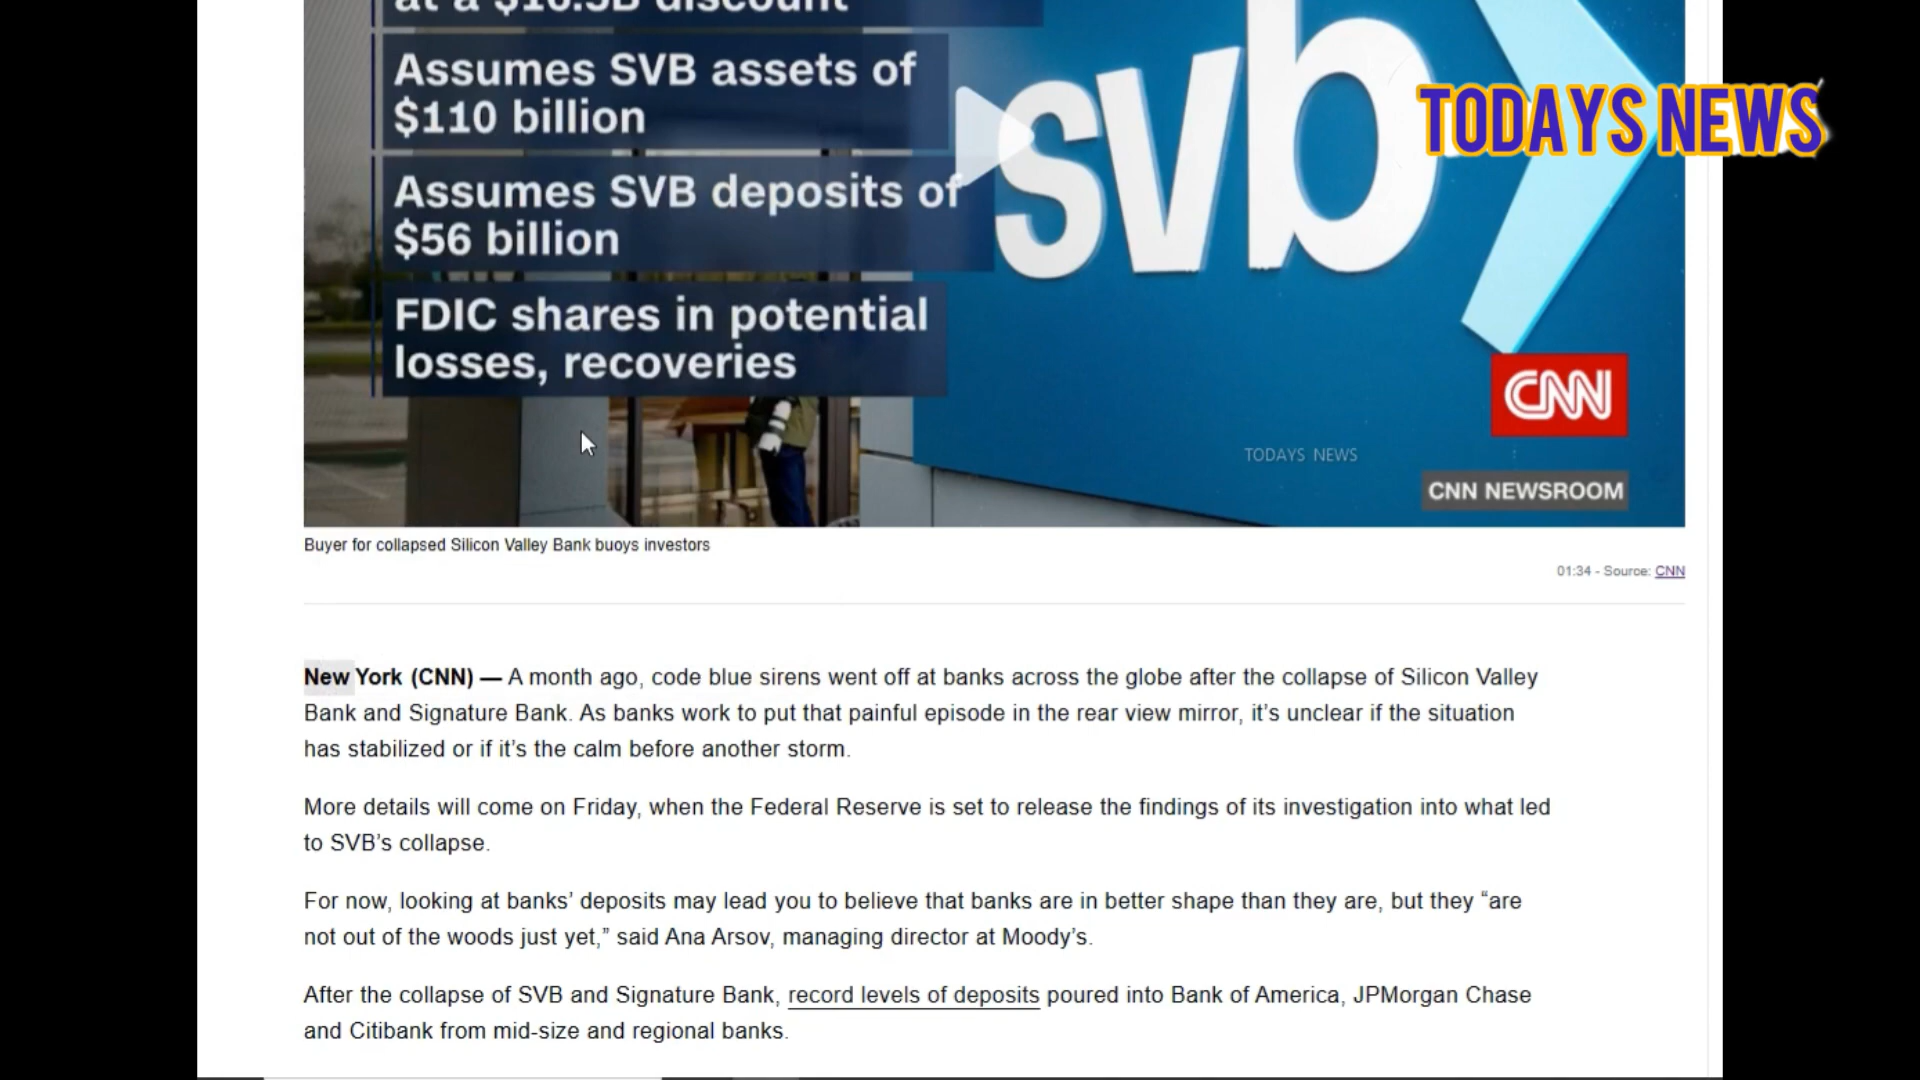 at a $16.5B discount
Assumes SVB assets of
$110 billion
Assumes SVB deposits of
$56 billion
FDIC shares in potential
losses, recoveries
svb
TODAYS NEWS
CNN
TODAYS NEWS
CNN NEWSROOM
Buyer for collapsed Silicon Valley Bank buoys investors
01:34 - Source: CNN
New York (CNN) — A month ago, code blue sirens went off at banks across the globe after the collapse of Silicon Valley
Bank and Signature Bank. As banks work to put that painful episode in the rear view mirror, it’s unclear if the situation
has stabilized or if it’s the calm before another storm.
More details will come on Friday, when the Federal Reserve is set to release the findings of its investigation into what led
to SVB’s collapse.
For now, looking at banks’ deposits may lead you to believe that banks are in better shape than they are, but they “are
not out of the woods just yet,” said Ana Arsov, managing director at Moody’s.
After the collapse of SVB and Signature Bank, record levels of deposits poured into Bank of America, JPMorgan Chase
and Citibank from mid-size and regional banks.